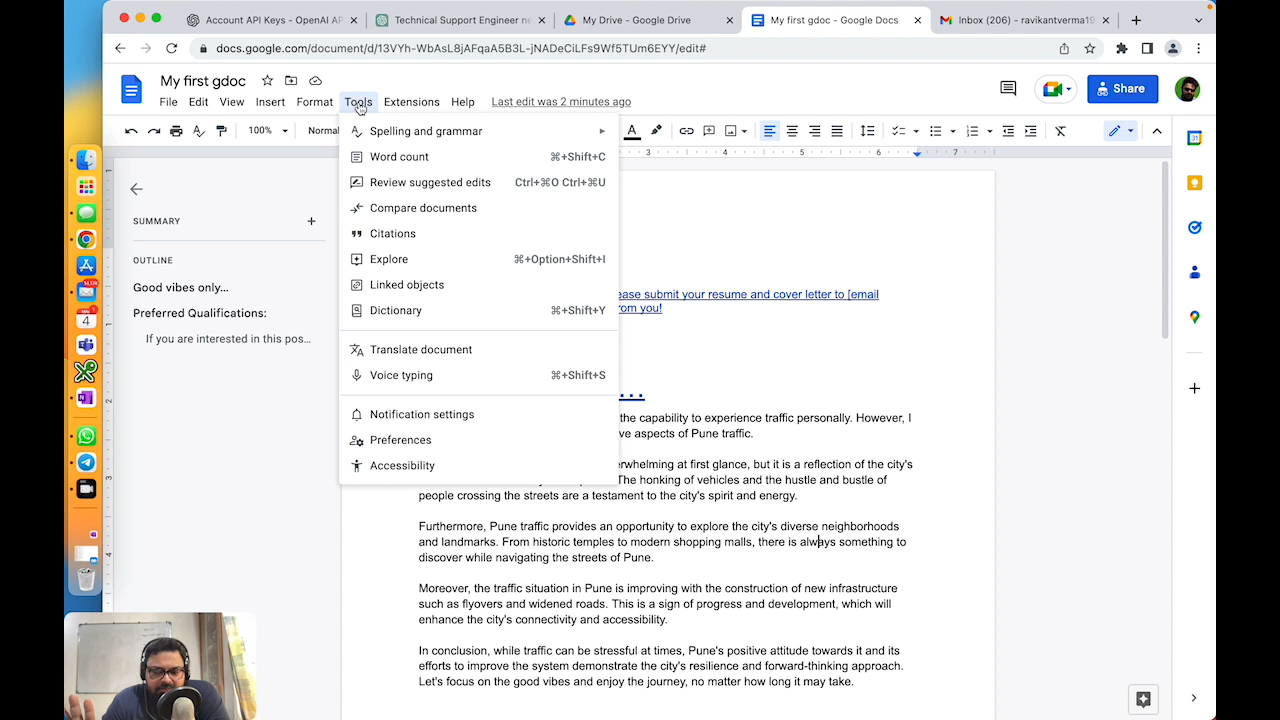 Account API Keys - OpenAI AP
Technical Support Engineer ne
My Drive - Google Drive
My first gdoc - Google Docs
Inbox (206) - ravikantverma19
docs.google.com/document/d/13VYh-WbAsL8jAFqaA5B3L-jNADeCiLFs9Wf5TUm6EYY/edit#
My first gdoc
File Edit View Insert Format Tools Extensions Help Last edit was 2 minutes ago
Share
100% Normal
Spelling and grammar
Word count ⌘+Shift+C
Review suggested edits Ctrl+⌘O Ctrl+⌘U
Compare documents
Citations
Explore ⌘+Option+Shift+I
Linked objects
Dictionary ⌘+Shift+Y
Translate document
Voice typing ⌘+Shift+S
Notification settings
Preferences
Accessibility
3 4 5 6 7
SUMMARY
OUTLINE
Good vibes only...
Preferred Qualifications:
If you are interested in this pos...
ease submit your resume and cover letter to [email
rom you!
...
the capability to experience traffic personally. However, I
ve aspects of Pune traffic.
erwhelming at first glance, but it is a reflection of the city's
The honking of vehicles and the hustle and bustle of
people crossing the streets are a testament to the city's spirit and energy.
Furthermore, Pune traffic provides an opportunity to explore the city's diverse neighborhoods
and landmarks. From historic temples to modern shopping malls, there is always something to
discover while navigating the streets of Pune.
Moreover, the traffic situation in Pune is improving with the construction of new infrastructure
such as flyovers and widened roads. This is a sign of progress and development, which will
enhance the city's connectivity and accessibility.
In conclusion, while traffic can be stressful at times, Pune's positive attitude towards it and its
efforts to improve the system demonstrate the city's resilience and forward-thinking approach.
Let's focus on the good vibes and enjoy the journey, no matter how long it may take.